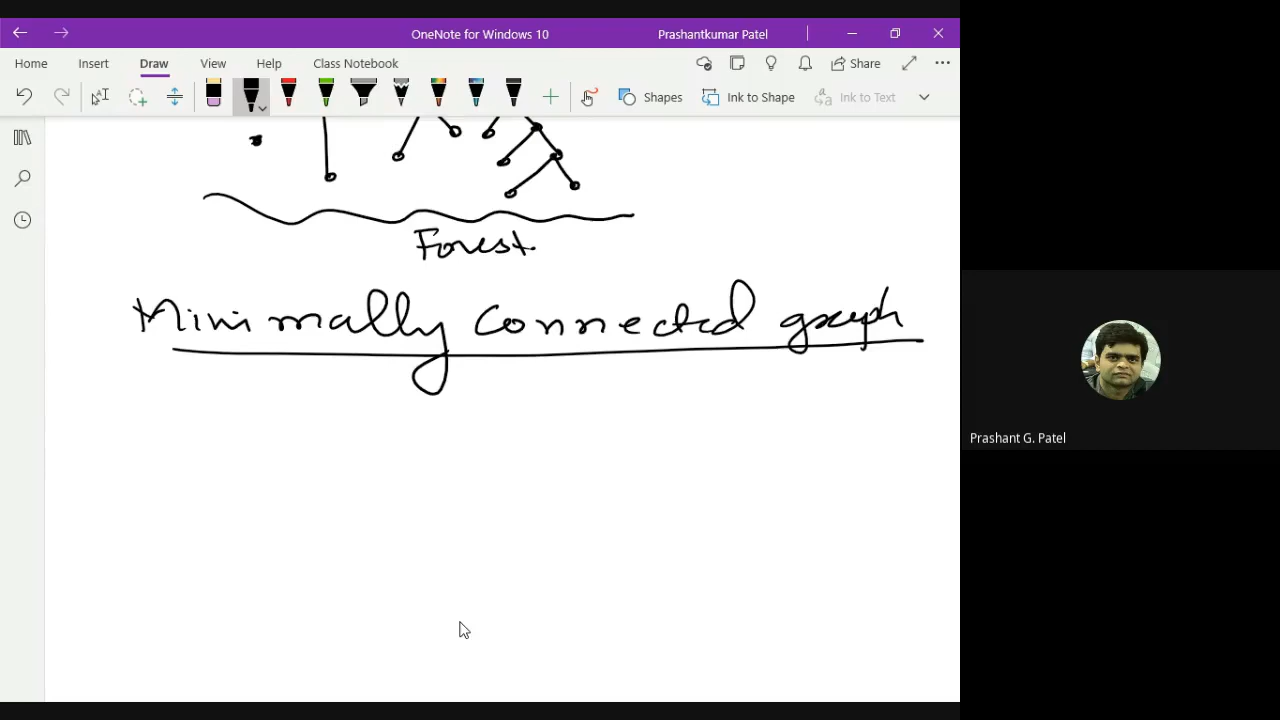 OneNote for Windows 10
Prashantkumar Patel
Home Insert Draw View Help Class Notebook
Share
Shapes
Ink to Shape
Ink to Text
Forest.
Minimally connected graph
Prashant G. Patel